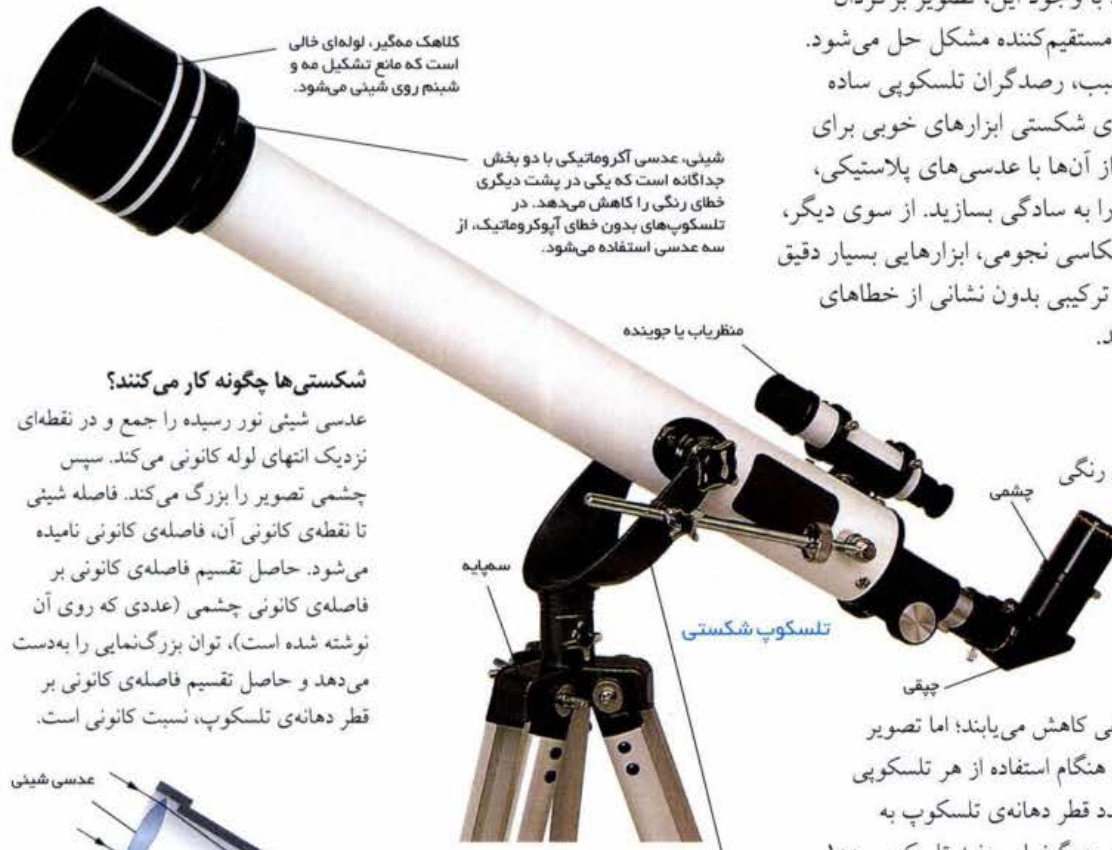 با وجود این، تصویر برگردان
مستقیم‌کننده مشکل حل می‌شود.
سبب، رصدگران تلسکوپی ساده
ی شکستی ابزارهای خوبی برای
از آن‌ها با عدسی‌های پلاستیکی،
را به سادگی بسازید. از سوی دیگر،
عکاسی نجومی، ابزارهایی بسیار دقیق
ترکیبی بدون نشانی از خطاهای
د.
رنگی
کلاهک مه‌گیر، لوله‌ای خالی
است که مانع تشکیل مه و
شبنم روی شیئی می‌شود.
شیئی، عدسی آکروماتیکی با دو بخش
جداگانه است که یکی در پشت دیگری
خطای رنگی را کاهش می‌دهد. در
تلسکوپ‌های بدون خطای آپوکروماتیک، از
سه عدسی استفاده می‌شود.
منظریاب یا جوینده
چشمی
چپقی
سه‌پایه
تلسکوپ شکستی
شکستی‌ها چگونه کار می‌کنند؟
عدسی شیئی نور رسیده را جمع و در نقطه‌ای
نزدیک انتهای لوله کانونی می‌کند. سپس
چشمی تصویر را بزرگ می‌کند. فاصله شیئی
تا نقطه‌ی کانونی آن، فاصله‌ی کانونی نامیده
می‌شود. حاصل تقسیم فاصله‌ی کانونی بر
فاصله‌ی کانونی چشمی (عددی که روی آن
نوشته شده است)، توان بزرگ‌نمایی را به‌دست
می‌دهد و حاصل تقسیم فاصله‌ی کانونی بر
قطر دهانه‌ی تلسکوپ، نسبت کانونی است.
عدسی شیئی
ی کاهش می‌یابند؛ اما تصویر
هنگام استفاده از هر تلسکوپی
دد قطر دهانه‌ی تلسکوپ به